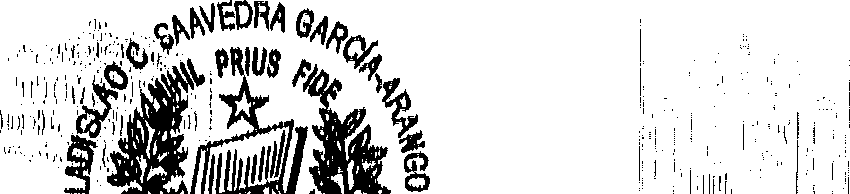 LADISLAO C. SAAVEDRA GARCÍA-ARANGO
NIHIL PRIUS FIDE